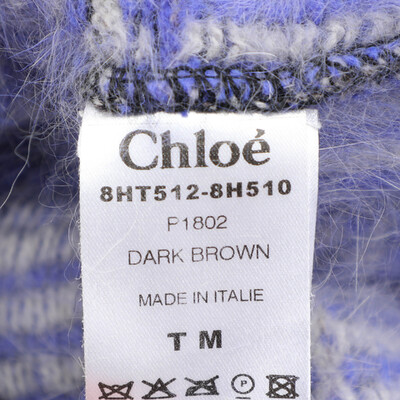 Chloé
8HT512-8H510
P1802
DARK BROWN
MADE IN ITALIE
T M
P